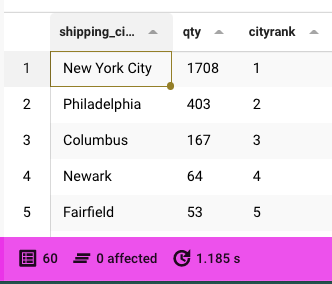 shipping_ci... qty cityrank
1 New York City 1708 1
2 Philadelphia 403 2
3 Columbus 167 3
4 Newark 64 4
5 Fairfield 53 5
60 0 affected 1.185 s